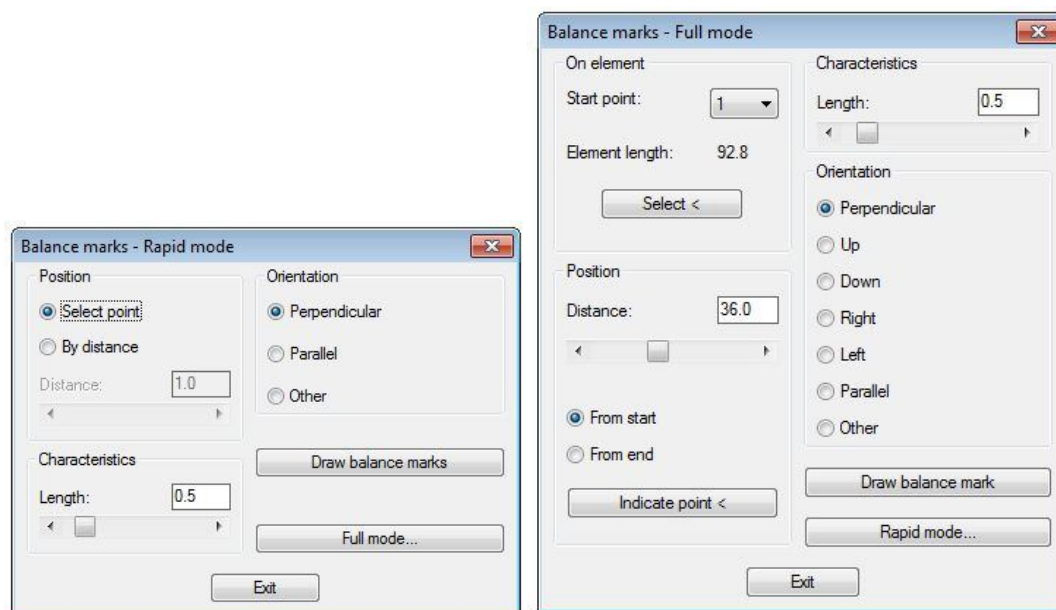 Balance marks - Rapid mode
Position
Select point
By distance
Distance: 1.0
Characteristics
Length: 0.5
Orientation
Perpendicular
Parallel
Other
Draw balance marks
Full mode...
Exit
Balance marks - Full mode
On element
Start point: 1
Element length: 92.8
Select <
Position
Distance: 36.0
From start
From end
Indicate point <
Characteristics
Length: 0.5
Orientation
Perpendicular
Up
Down
Right
Left
Parallel
Other
Draw balance mark
Rapid mode...
Exit